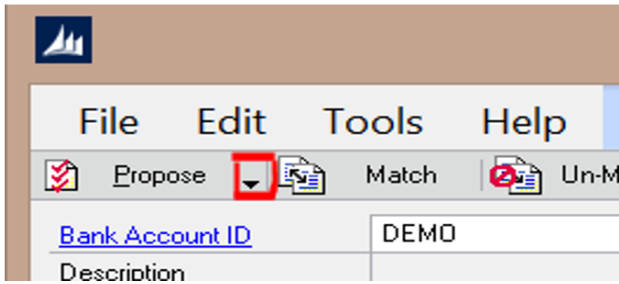 File Edit Tools Help
Propose Match Un-M
Bank Account ID DEMO
Description